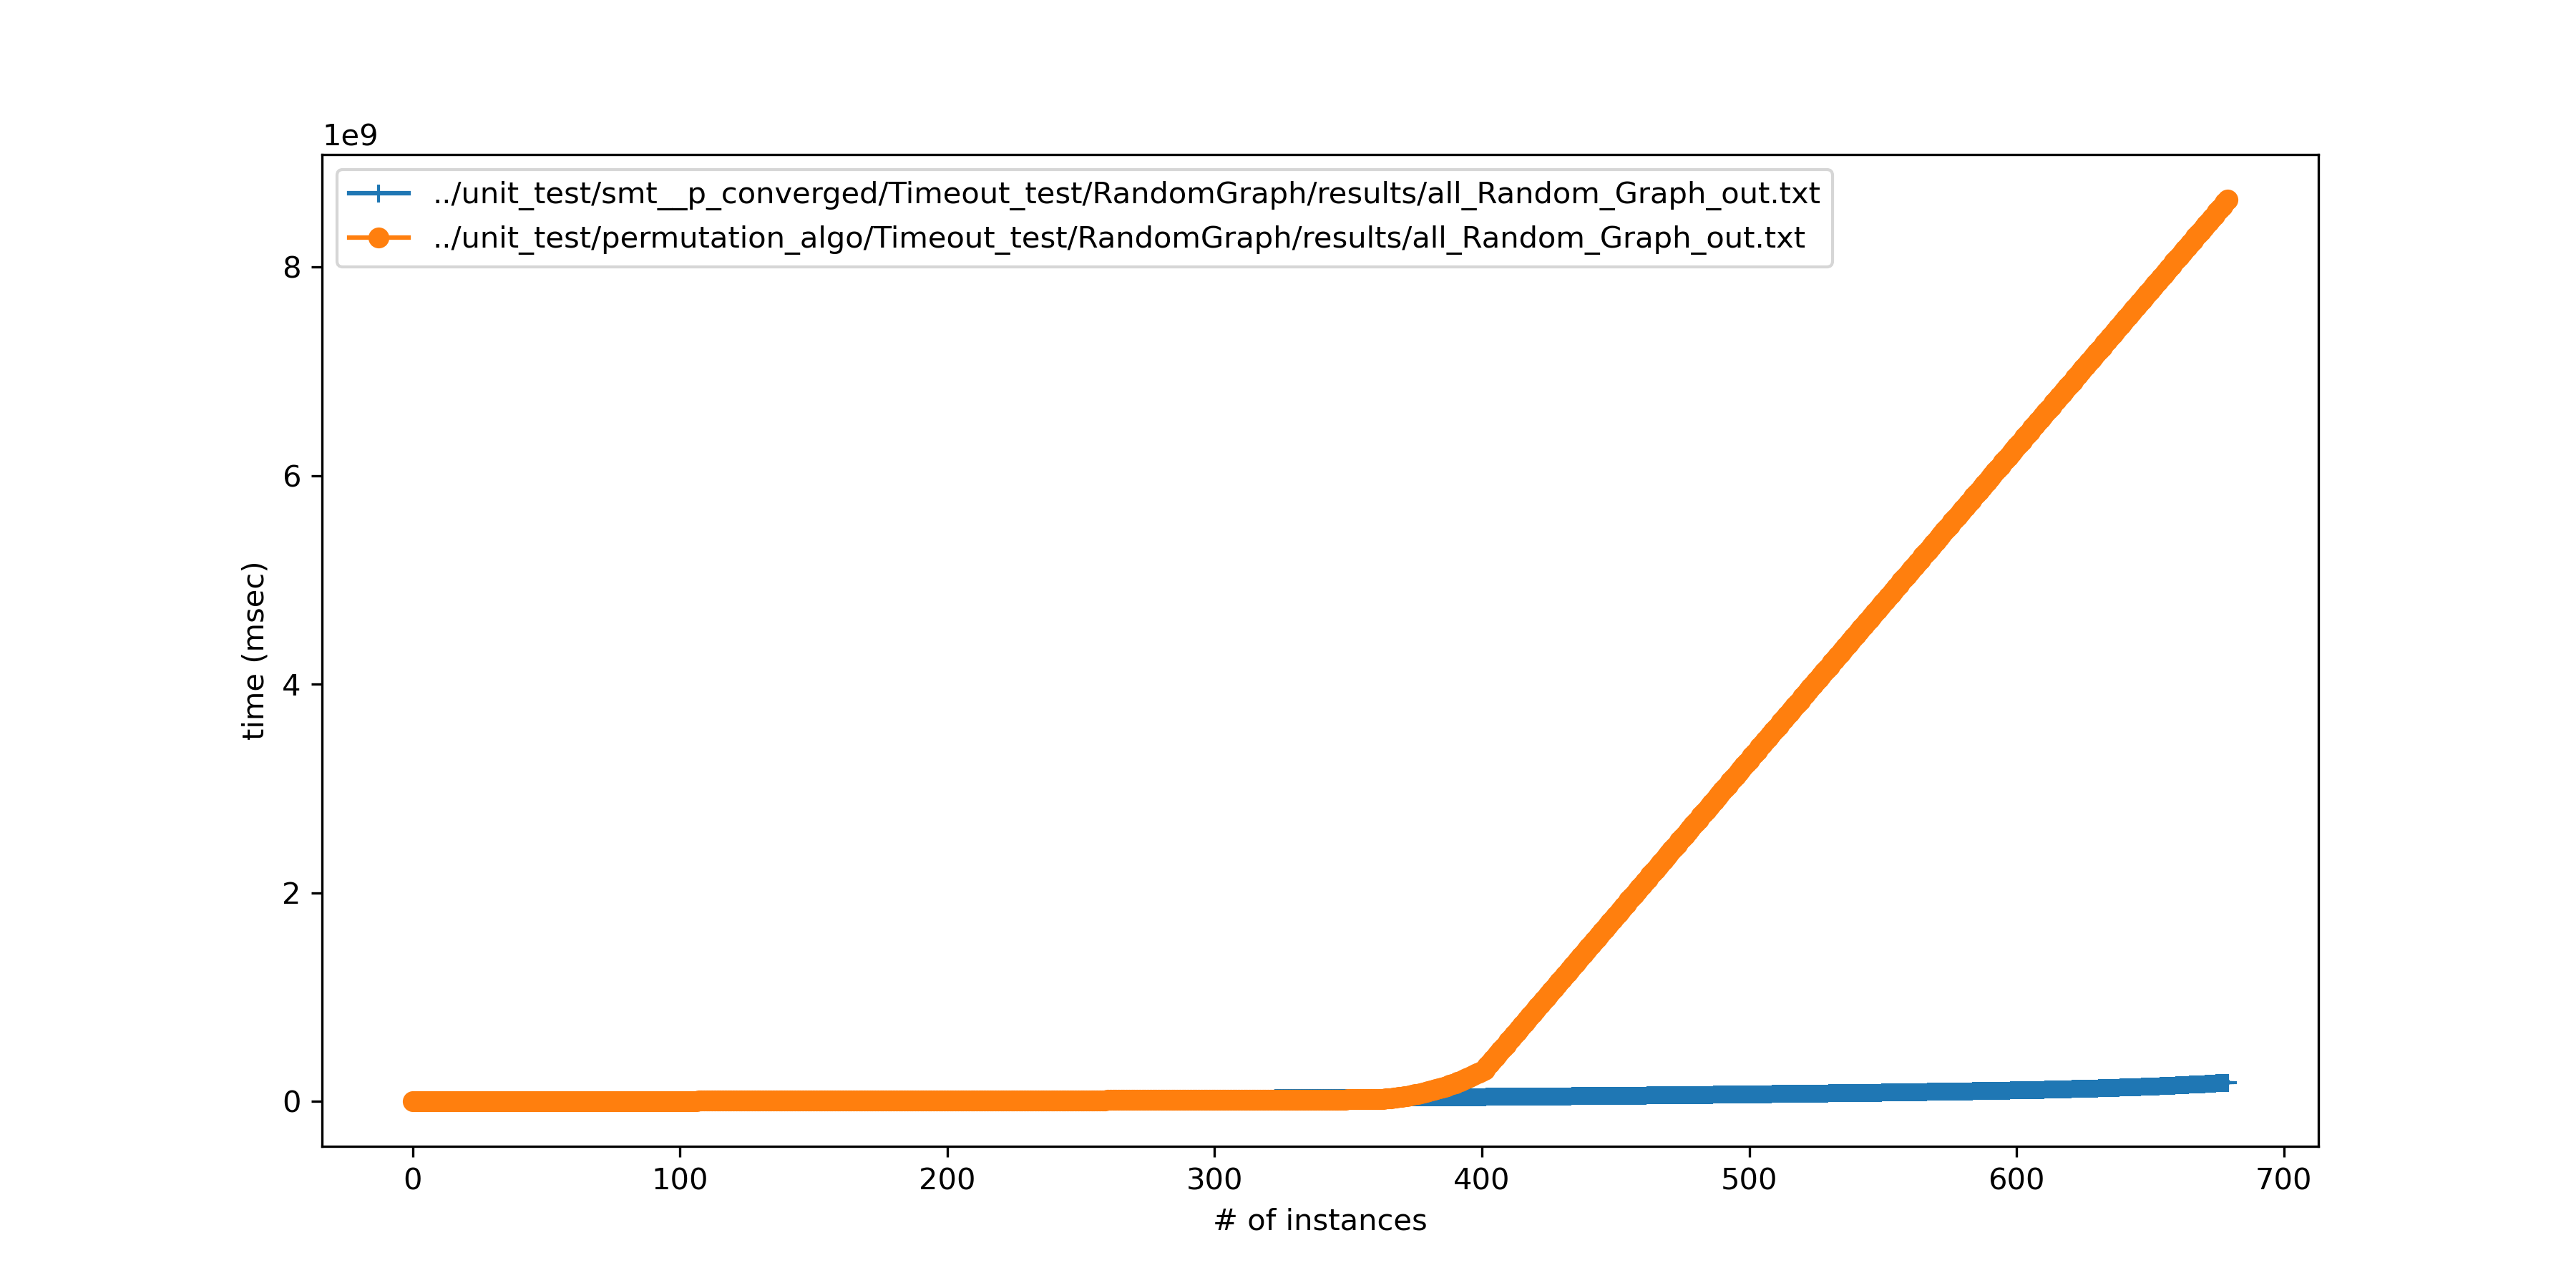 1e9
../unit_test/smt__p_converged/Timeout_test/RandomGraph/results/all_Random_Graph_out.txt
../unit_test/permutation_algo/Timeout_test/RandomGraph/results/all_Random_Graph_out.txt
8
6
4
2
0
time (msec)
0 100 200 300 400 500 600 700
# of instances